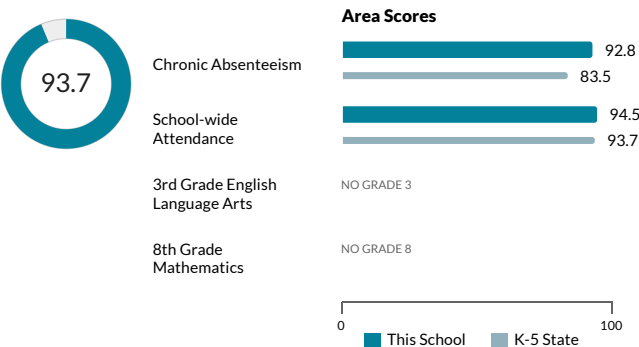 Area Scores
93.7
Chronic Absenteeism
92.8
83.5
School-wide
Attendance
94.5
93.7
3rd Grade English
Language Arts
NO GRADE 3
8th Grade
Mathematics
NO GRADE 8
0
100
This School
K-5 State